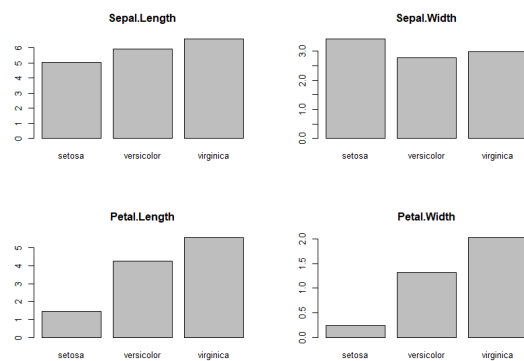 Sepal.Length
6
5
4
3
2
1
0
setosa versicolor virginica
Sepal.Width
3.0
2.0
1.0
0.0
setosa versicolor virginica
Petal.Length
5
4
3
2
1
0
setosa versicolor virginica
Petal.Width
2.0
1.5
1.0
0.5
0.0
setosa versicolor virginica